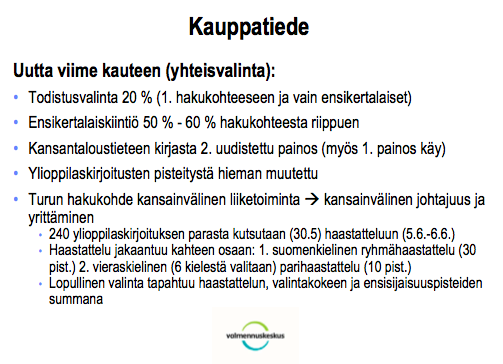 Kauppatiede
Uutta viime kauteen (yhteisvalinta):
• Todistusvalinta 20 % (1. hakukohteeseen ja vain ensikertalaiset)
• Ensikertalaiskiintiö 50 % - 60 % hakukohteesta riippuen
• Kansantaloustieteen kirjasta 2. uudistettu painos (myös 1. painos käy)
• Ylioppilaskirjoitusten pisteitystä hieman muutettu
• Turun hakukohde kansainvälinen liiketoiminta → kansainvälinen johtajuus ja
yrittäminen
• 240 ylioppilaskirjoituksen parasta kutsutaan (30.5) haastatteluun (5.6.-6.6.)
• Haastattelu jakaantuu kahteen osaan: 1. suomenkielinen ryhmähaastattelu (30
pist.) 2. vieraskielinen (6 kielestä valitaan) parihaastattelu (10 pist.)
• Lopullinen valinta tapahtuu haastattelun, valintakokeen ja ensisijaisuuspisteiden
summana
valmennuskeskus